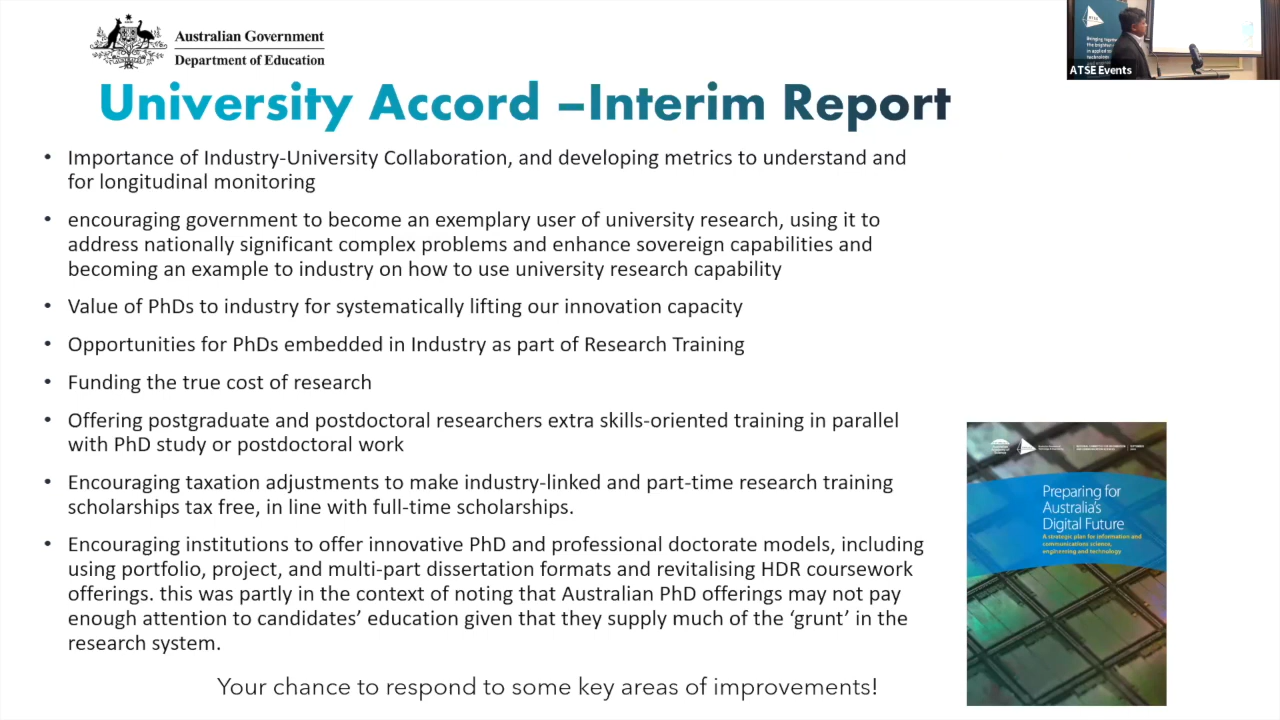 Australian Government
Department of Education
University Accord –Interim Report
• Importance of Industry-University Collaboration, and developing metrics to understand and
for longitudinal monitoring
• encouraging government to become an exemplary user of university research, using it to
address nationally significant complex problems and enhance sovereign capabilities and
becoming an example to industry on how to use university research capability
• Value of PhDs to industry for systematically lifting our innovation capacity
• Opportunities for PhDs embedded in Industry as part of Research Training
• Funding the true cost of research
• Offering postgraduate and postdoctoral researchers extra skills-oriented training in parallel
with PhD study or postdoctoral work
• Encouraging taxation adjustments to make industry-linked and part-time research training
scholarships tax free, in line with full-time scholarships.
• Encouraging institutions to offer innovative PhD and professional doctorate models, including
using portfolio, project, and multi-part dissertation formats and revitalising HDR coursework
offerings. this was partly in the context of noting that Australian PhD offerings may not pay
enough attention to candidates’ education given that they supply much of the ‘grunt’ in the
research system.
Your chance to respond to some key areas of improvements!
ATSE Events
Preparing for
Australia's
Digital Future
A strategic plan for information and
communications science,
engineering and technology